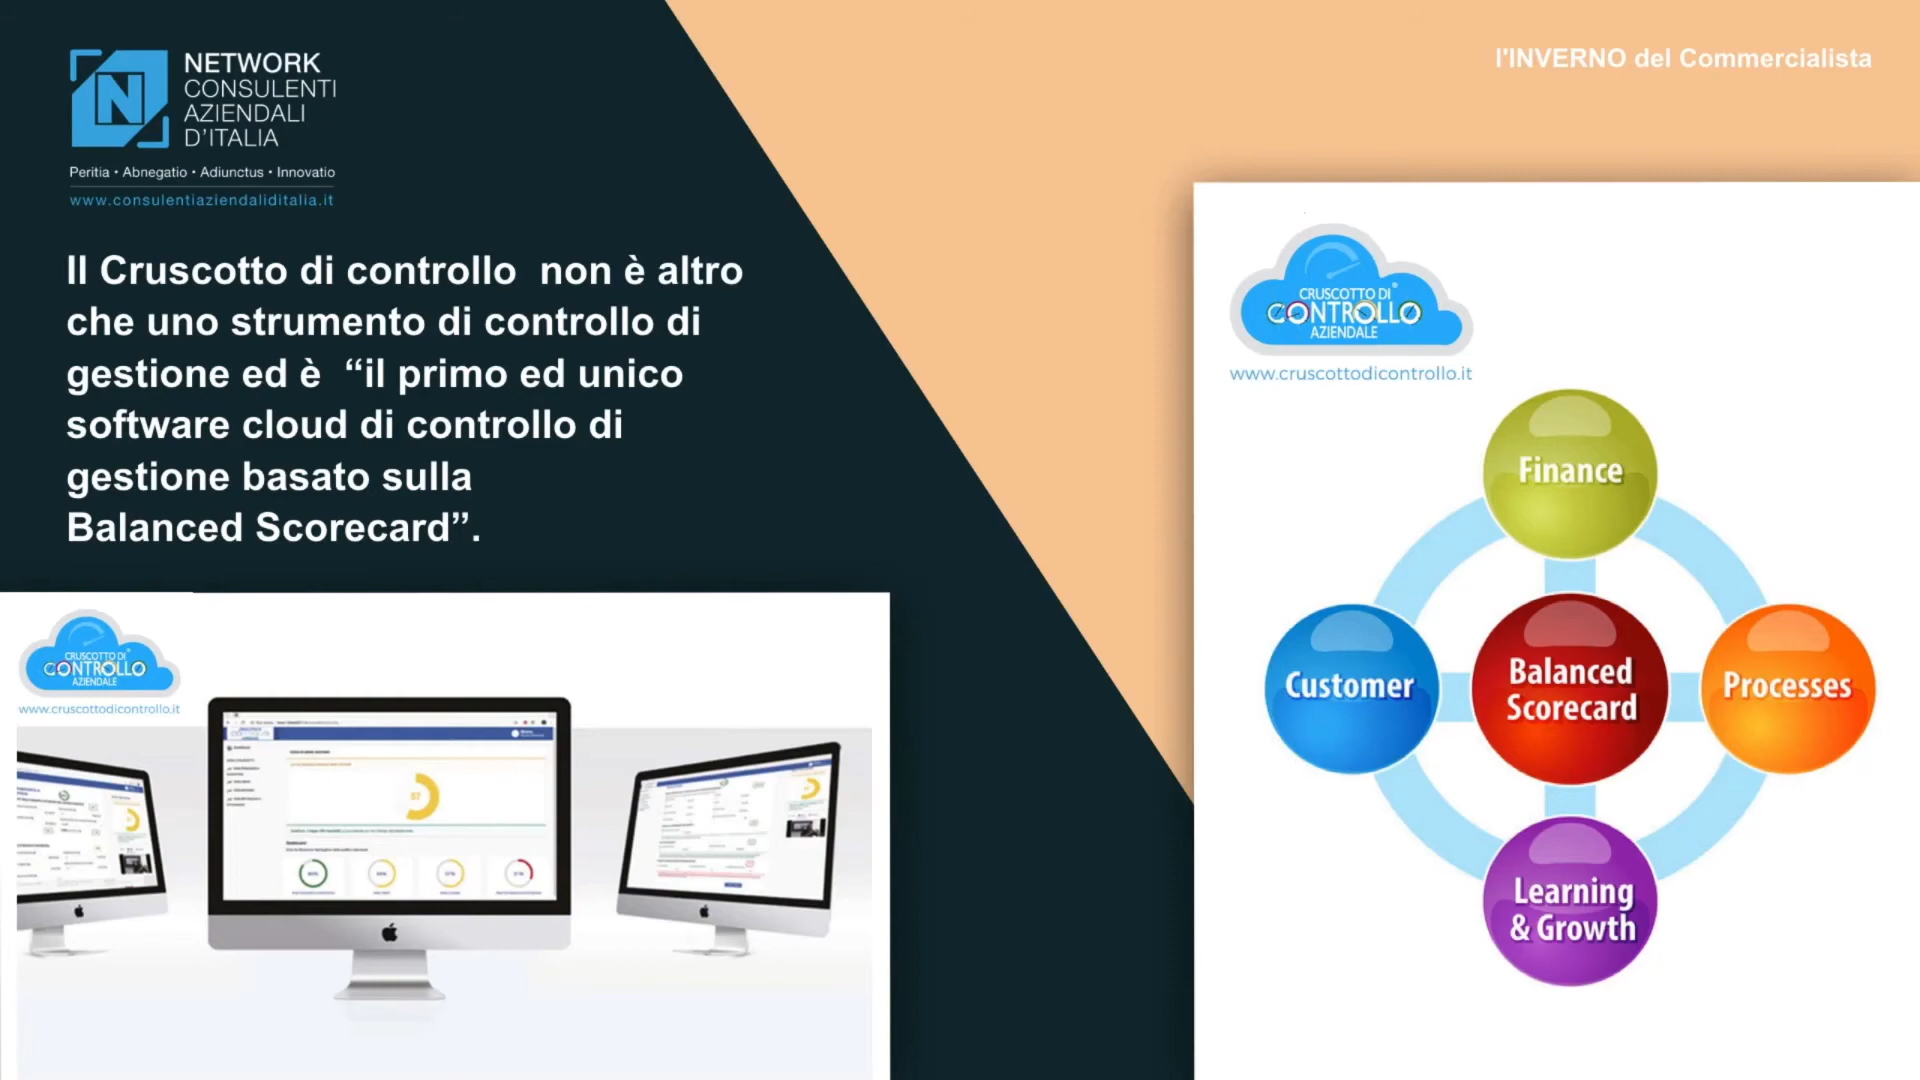 NETWORK
CONSULENTI
AZIENDALI
D'ITALIA
Peritia • Abnegatio • Adiunctus • Innovatio
www.consulentiaziendaliditalia.it
l'INVERNO del Commercialista
Il Cruscotto di controllo  non è altro
che uno strumento di controllo di
gestione ed è  “il primo ed unico
software cloud di controllo di
gestione basato sulla
Balanced Scorecard”.
CRUSCOTTO DI
CONTROLLO
AZIENDALE
www.cruscottodicontrollo.it
CRUSCOTTO DI
CONTROLLO
AZIENDALE
www.cruscottodicontrollo.it
Finance
Customer
Balanced
Scorecard
Processes
Learning
& Growth